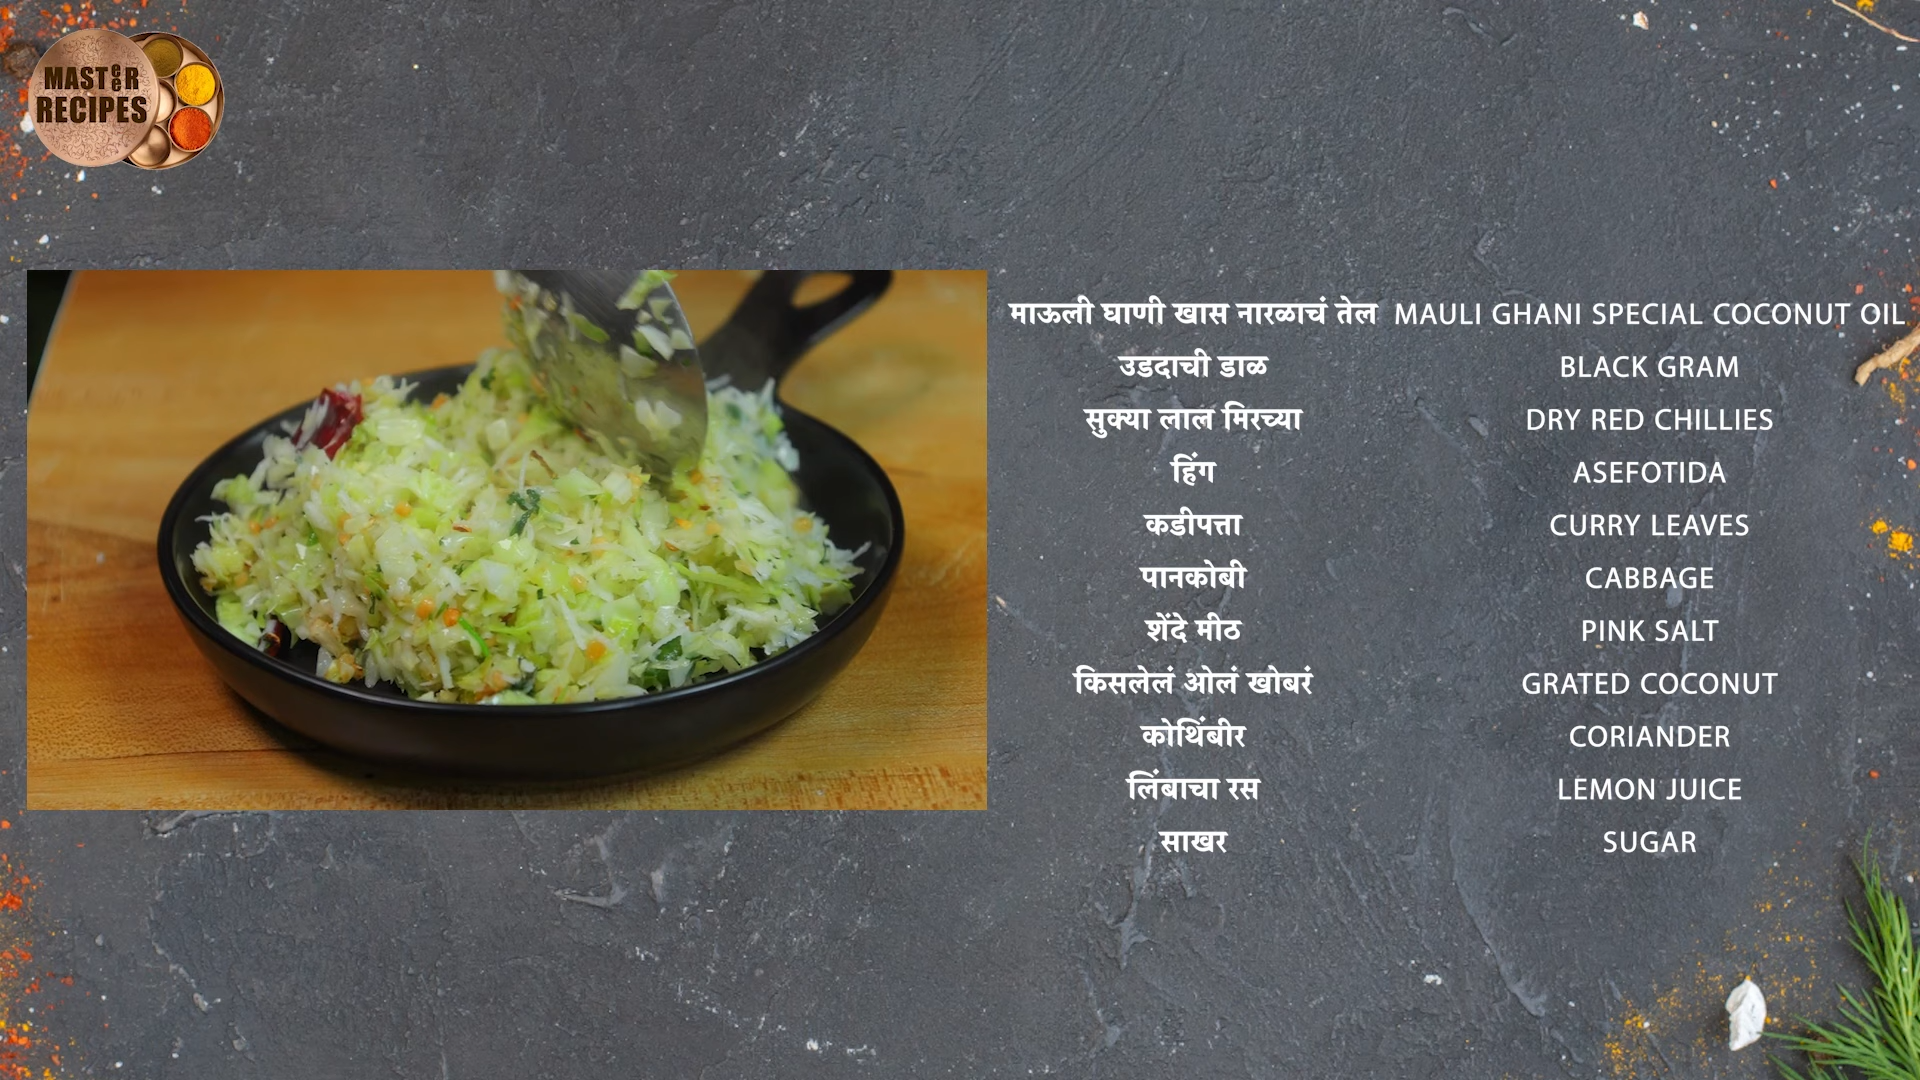 MASTeeR
RECIPES
माऊली घाणी खास नारळाचं तेल MAULI GHANI SPECIAL COCONUT OIL
उडदाची डाळ BLACK GRAM
सुक्या लाल मिरच्या DRY RED CHILLIES
हिंग ASEFOTIDA
कडीपत्ता CURRY LEAVES
पानकोबी CABBAGE
शेंदे मीठ PINK SALT
किसलेलं ओलं खोबरं GRATED COCONUT
कोथिंबीर CORIANDER
लिंबाचा रस LEMON JUICE
साखर SUGAR